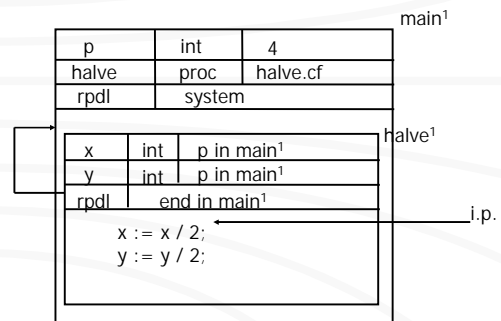 main¹
p int 4
halve proc halve.cf
rpdl system
halve¹
x int p in main¹
y int p in main¹
rpdl end in main¹
i.p.
x := x / 2;
y := y / 2;